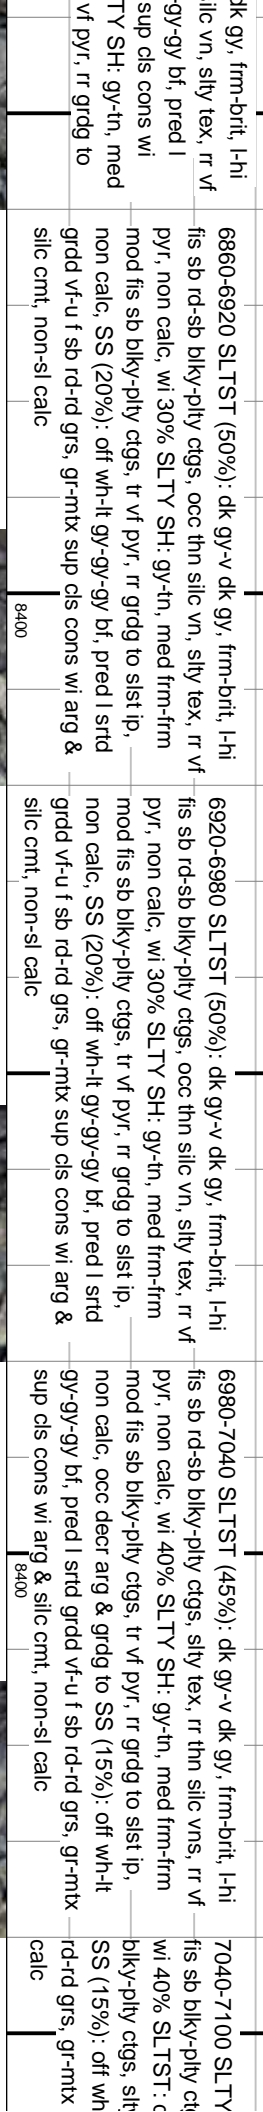 dk gy, frm-brit, l-hi
silc vn, slty tex, rr vf
-gy-gy bf, pred l
sup cls cons wi
TY SH: gy-tn, med
vf pyr, rr grdg to
6860-6920 SLTST (50%): dk gy-v dk gy, frm-brit, l-hi
fis sb rd-sb blky-plty ctgs, occ thn silc vn, slty tex, rr vf
pyr, non calc, wi 30% SLTY SH: gy-tn, med frm-frm
mod fis sb blky-plty ctgs, tr vf pyr, rr grdg to slst ip,
non calc, SS (20%): off wh-lt gy-gy-gy bf, pred l srtd
grdd vf-u f sb rd-rd grs, gr-mtx sup cls cons wi arg &
silc cmt, non-sl calc
8400
6920-6980 SLTST (50%): dk gy-v dk gy, frm-brit, l-hi
fis sb rd-sb blky-plty ctgs, occ thn silc vn, slty tex, rr vf
pyr, non calc, wi 30% SLTY SH: gy-tn, med frm-frm
mod fis sb blky-plty ctgs, tr vf pyr, rr grdg to slst ip,
non calc, SS (20%): off wh-lt gy-gy-gy bf, pred l srtd
grdd vf-u f sb rd-rd grs, gr-mtx sup cls cons wi arg &
silc cmt, non-sl calc
6980-7040 SLTST (45%): dk gy-v dk gy, frm-brit, l-hi
fis sb rd-sb blky-plty ctgs, slty tex, rr thn silc vns, rr vf
pyr, non calc, wi 40% SLTY SH: gy-tn, med frm-frm
mod fis sb blky-plty ctgs, tr vf pyr, rr grdg to slst ip,
non calc, occ decr arg & grdg to SS (15%): off wh-lt
gy-gy-gy bf, pred l srtd grdd vf-u f sb rd-rd grs, gr-mtx
sup cls cons wi arg & silc cmt, non-sl calc
8400
7040-7100 SLTY
fis sb blky-plty ctg
wi 40% SLTST: d
blky-plty ctgs, slty
SS (15%): off wh
rd-rd grs, gr-mtx
calc